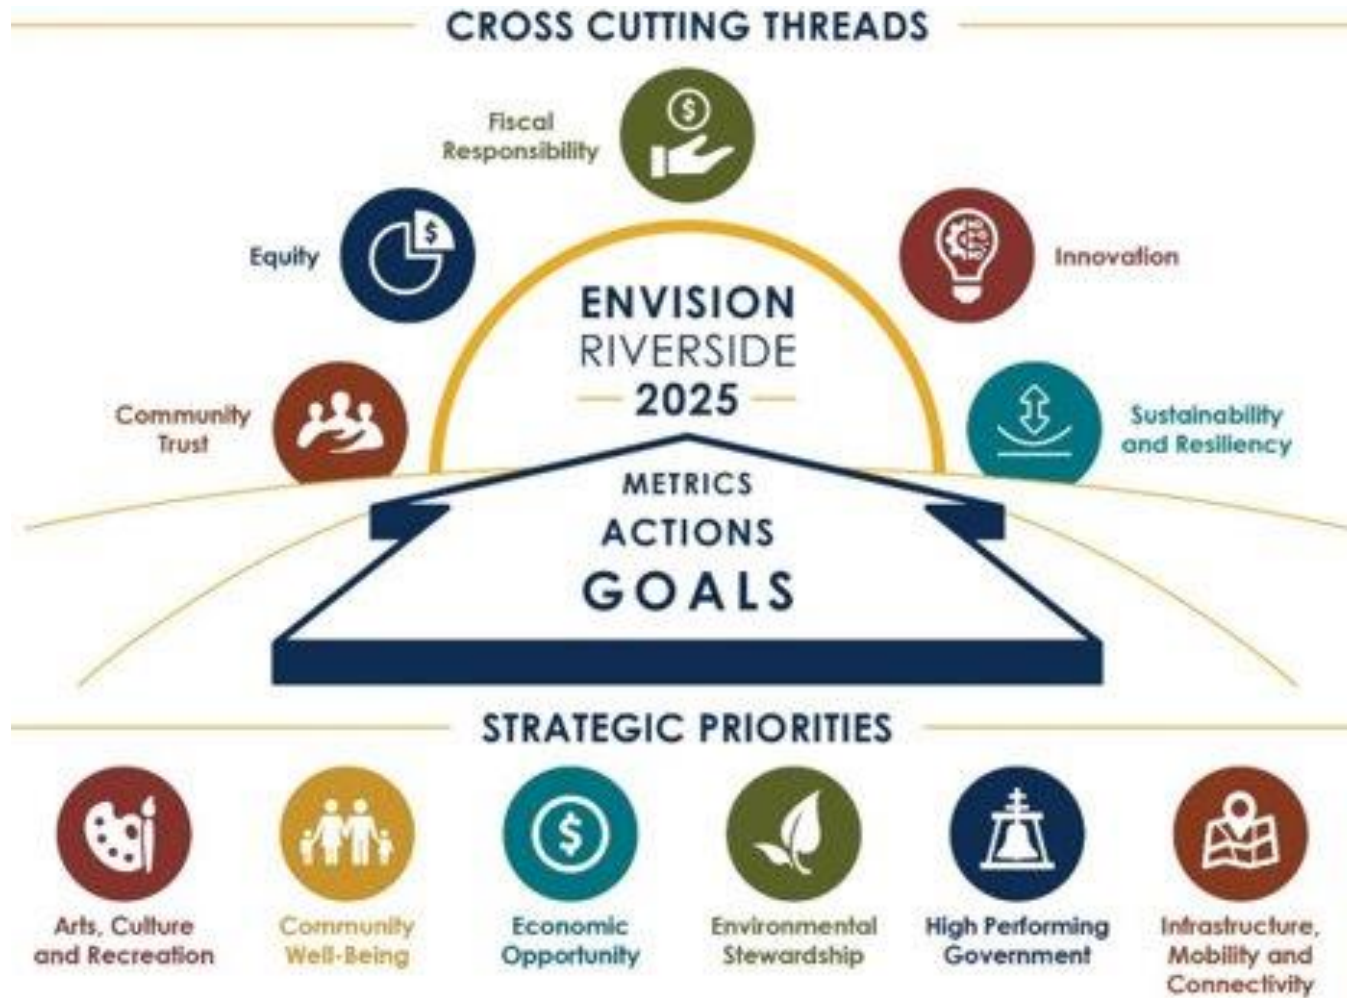 CROSS CUTTING THREADS
Fiscal
Responsibility
$
Equity
$
Innovation
ENVISION
RIVERSIDE
2025
Community
Trust
Sustainability
and Resiliency
METRICS
ACTIONS
GOALS
STRATEGIC PRIORITIES
$
Arts, Culture
and Recreation
Community
Well-Being
Economic
Opportunity
Environmental
Stewardship
High Performing
Government
Infrastructure,
Mobility and
Connectivity